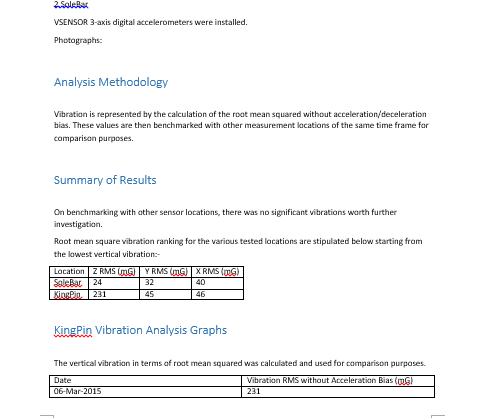 2.SoleBar
VSENSOR 3-axis digital accelerometers were installed.
Photographs:
Analysis Methodology
Vibration is represented by the calculation of the root mean squared without acceleration/deceleration
bias. These values are then benchmarked with other measurement locations of the same time frame for
comparison purposes.
Summary of Results
On benchmarking with other sensor locations, there was no significant vibrations worth further
investigation.
Root mean square vibration ranking for the various tested locations are stipulated below starting from
the lowest vertical vibration:-
Location Z RMS (mG) Y RMS (mG) X RMS (mG)
SoleBar 24 32 40
KingPin 231 45 46
KingPin Vibration Analysis Graphs
The vertical vibration in terms of root mean squared was calculated and used for comparison purposes.
Date Vibration RMS without Acceleration Bias (mG)
06-Mar-2015 231